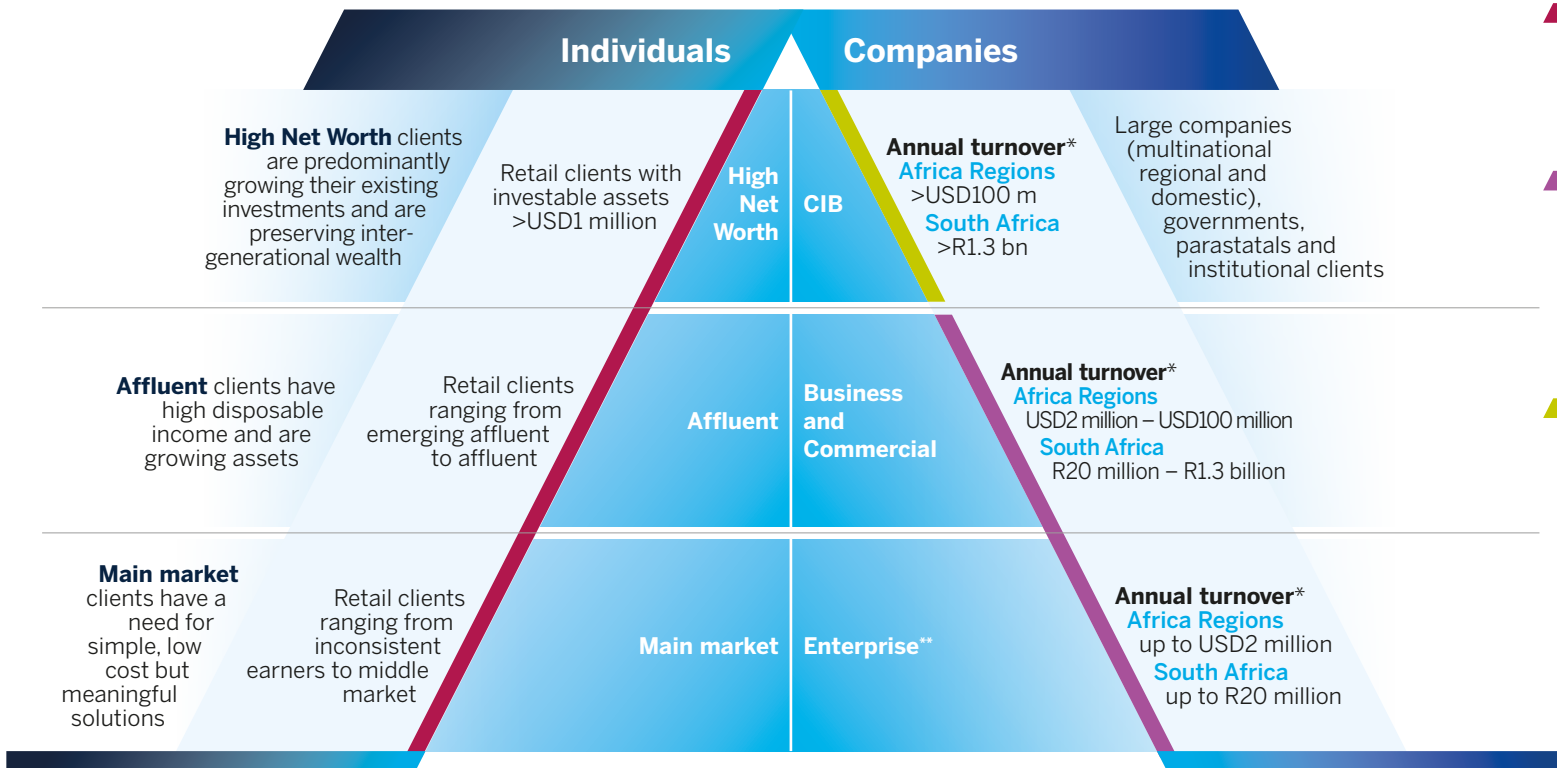 Individuals
Companies
High Net Worth clients
are predominantly
growing their existing
investments and are
preserving inter-
generational wealth
Retail clients with
investable assets
>USD1 million
High
Net
Worth
CIB
Annual turnover*
Africa Regions
>USD100 m
South Africa
>R1.3 bn
Large companies
(multinational
regional and
domestic),
governments,
parastatals and
institutional clients
Affluent clients have
high disposable
income and are
growing assets
Retail clients
ranging from
emerging affluent
to affluent
Affluent
Business
and
Commercial
Annual turnover*
Africa Regions
USD2 million – USD100 million
South Africa
R20 million – R1.3 billion
Main market
clients have a
need for
simple, low
cost but
meaningful
solutions
Retail clients
ranging from
inconsistent
earners to middle
market
Main market
Enterprise**
Annual turnover*
Africa Regions
up to USD2 million
South Africa
up to R20 million